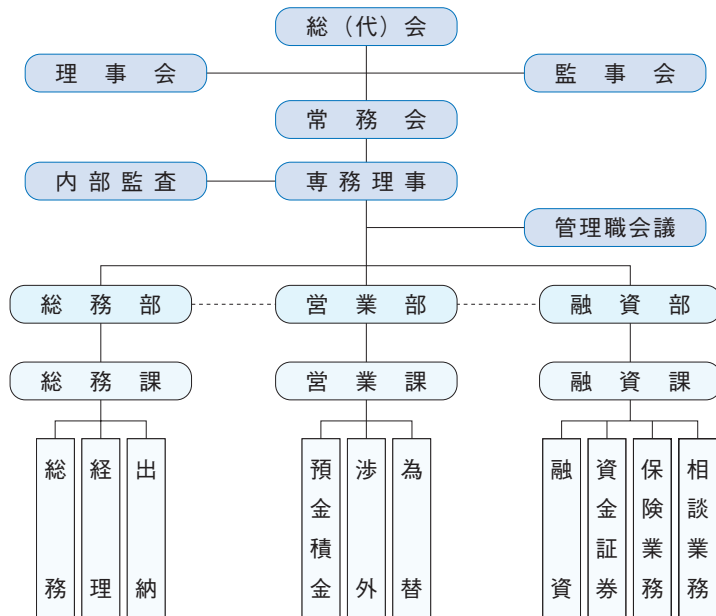 総（代）会
理事会
監事会
常務会
内部監査
専務理事
管理職会議
総務部
営業部
融資部
総務課
営業課
融資課
総務
経理
出納
預金積金
渉外
為替
融資
資金証券
保険業務
相談業務